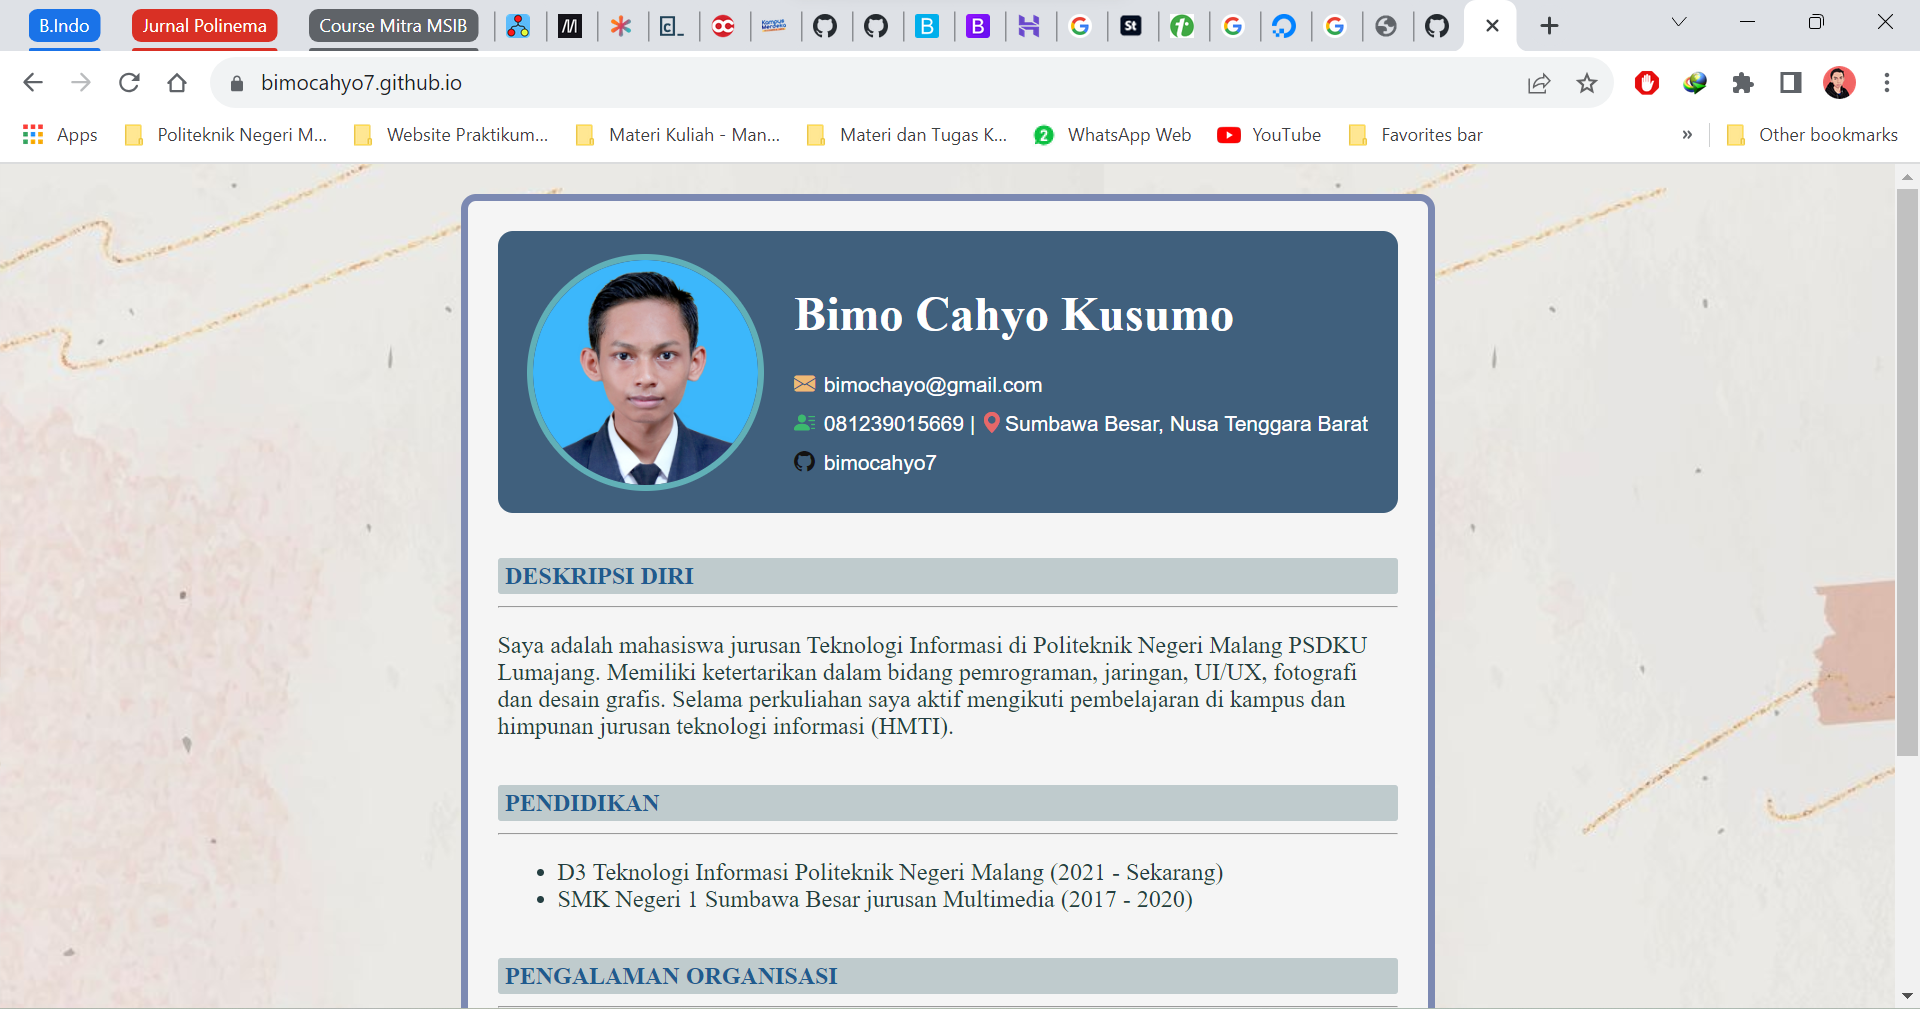 B.Indo Jurnal Polinema Course Mitra MSIB
bimocahyo7.github.io
Apps Politeknik Negeri M... Website Praktikum... Materi Kuliah - Man... Materi dan Tugas K... 2 WhatsApp Web YouTube Favorites bar » Other bookmarks
Bimo Cahyo Kusumo
bimochayo@gmail.com
081239015669 | Sumbawa Besar, Nusa Tenggara Barat
bimocahyo7
DESKRIPSI DIRI
Saya adalah mahasiswa jurusan Teknologi Informasi di Politeknik Negeri Malang PSDKU
Lumajang. Memiliki ketertarikan dalam bidang pemrograman, jaringan, UI/UX, fotografi
dan desain grafis. Selama perkuliahan saya aktif mengikuti pembelajaran di kampus dan
himpunan jurusan teknologi informasi (HMTI).
PENDIDIKAN
• D3 Teknologi Informasi Politeknik Negeri Malang (2021 - Sekarang)
• SMK Negeri 1 Sumbawa Besar jurusan Multimedia (2017 - 2020)
PENGALAMAN ORGANISASI